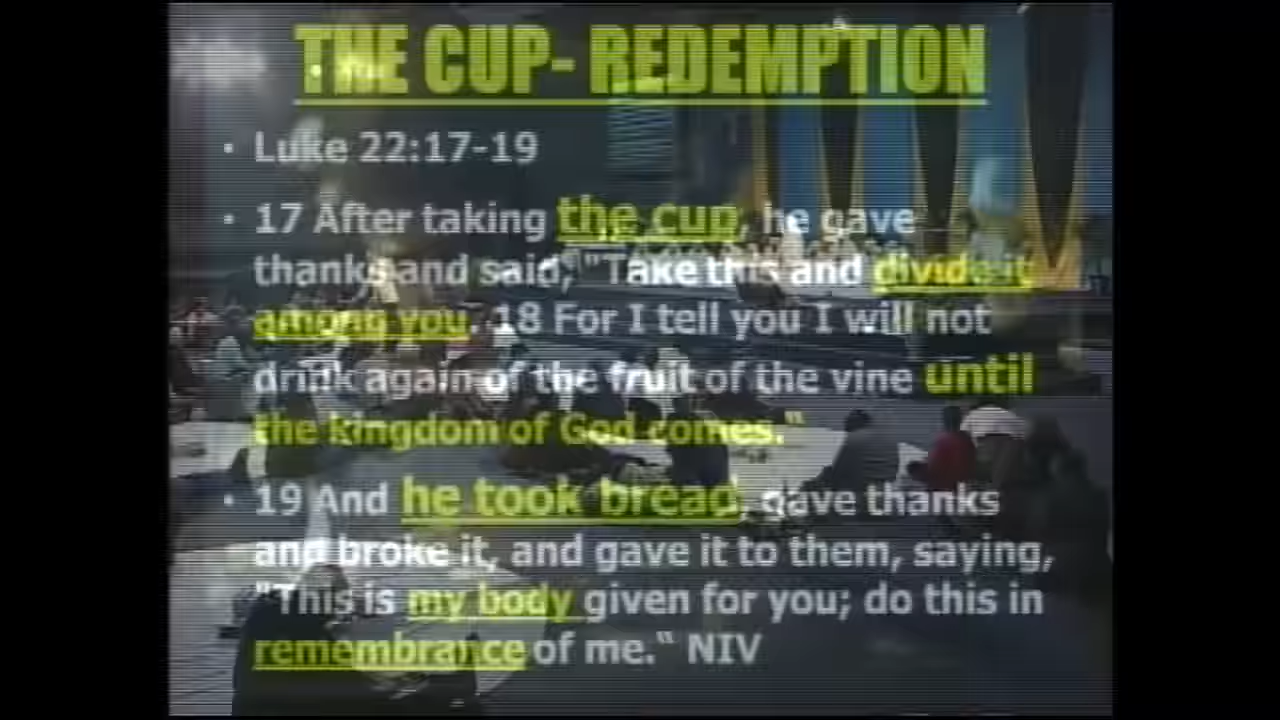 THE CUP- REDEMPTION
• Luke 22:17-19
• 17 After taking the cup, he gave
thanks and said, "Take this and divide it
among you. 18 For I tell you I will not
drink again of the fruit of the vine until
the kingdom of God comes."
• 19 And he took bread, gave thanks
and broke it, and gave it to them, saying,
"This is my body given for you; do this in
remembrance of me.“ NIV